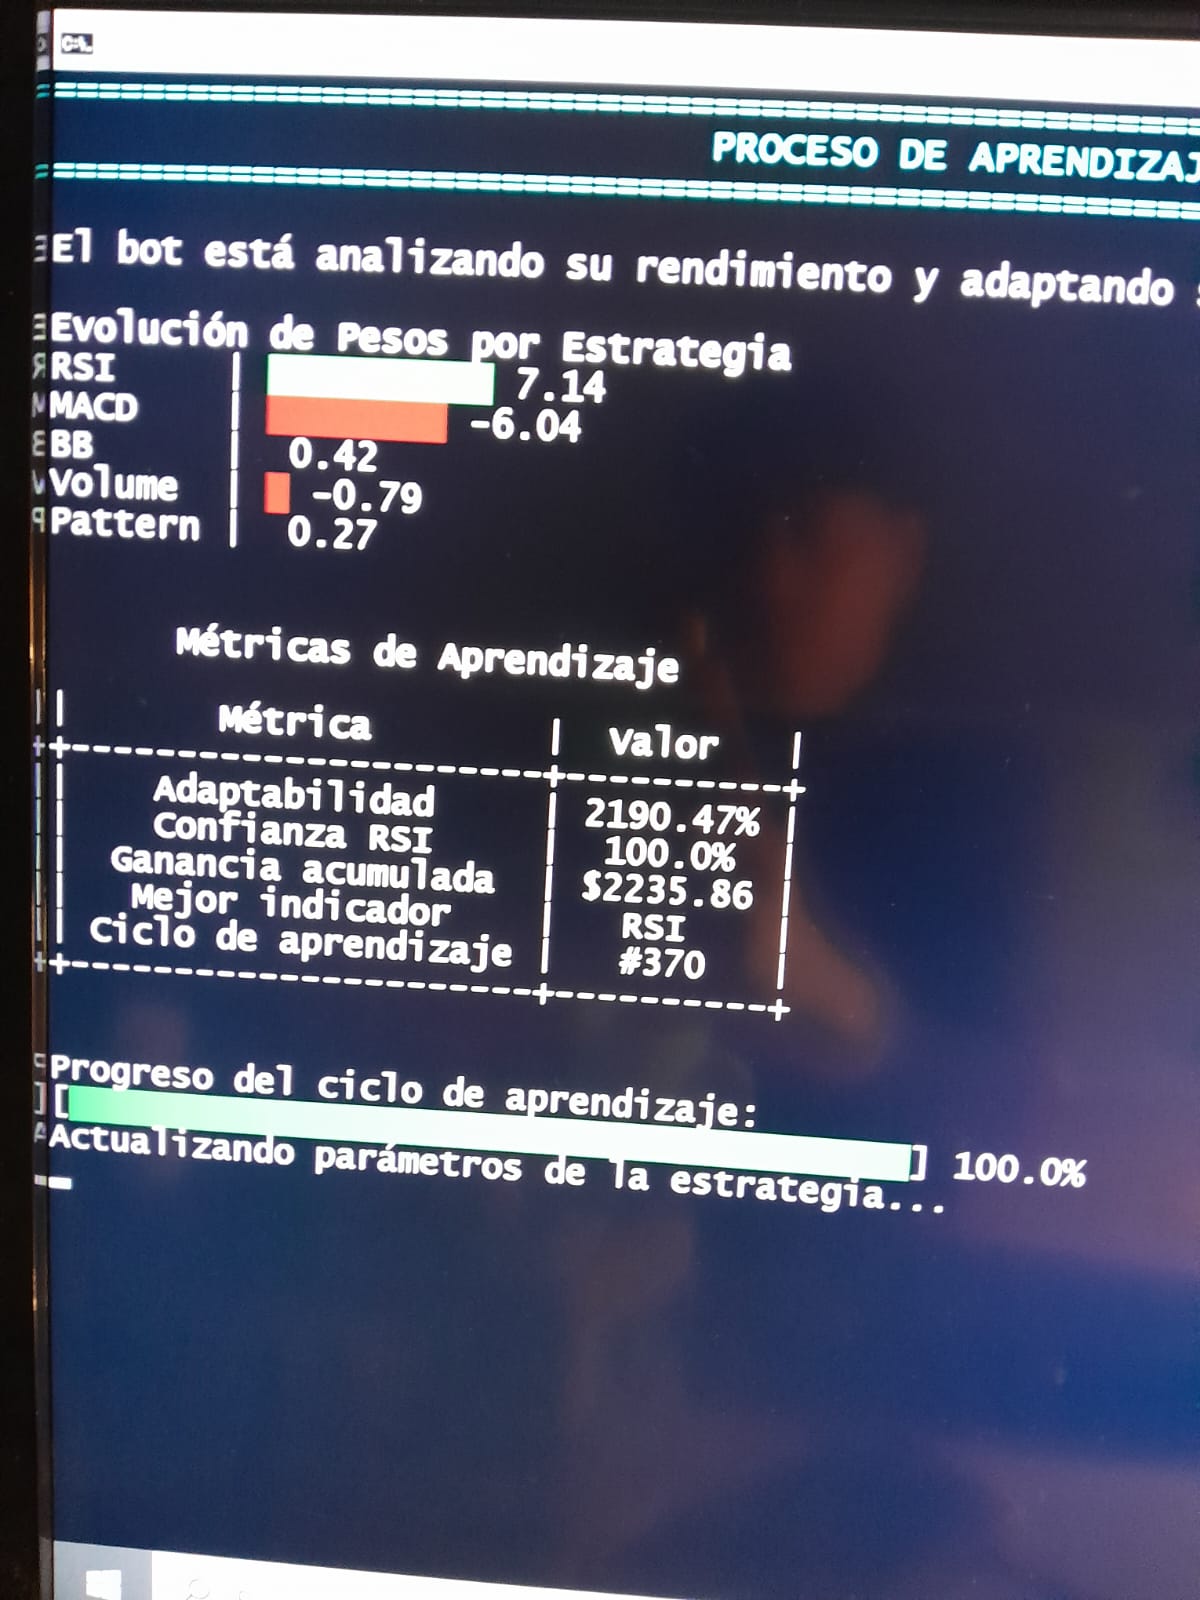 PROCESO DE APRENDIZAJ
El bot está analizando su rendimiento y adaptando
Evolución de Pesos por Estrategia
RSI | 7.14
MACD | -6.04
BB | 0.42
Volume | -0.79
Pattern | 0.27
Métricas de Aprendizaje
| Métrica | Valor |
| Adaptabilidad | 2190.47% |
| Confianza RSI | 100.0% |
| Ganancia acumulada | $2235.86 |
| Mejor indicador | RSI |
| Ciclo de aprendizaje | #370 |
Progreso del ciclo de aprendizaje:
[ ] 100.0%
Actualizando parámetros de la estrategia...